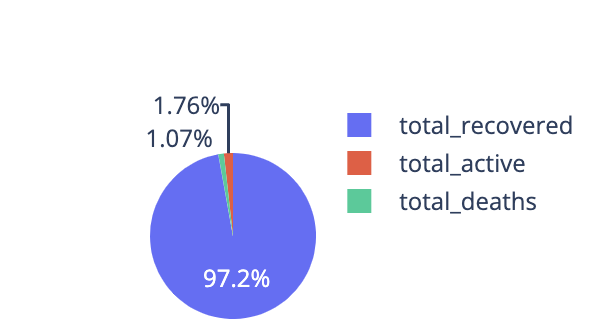 1.76%
1.07%
97.2%
total_recovered
total_active
total_deaths